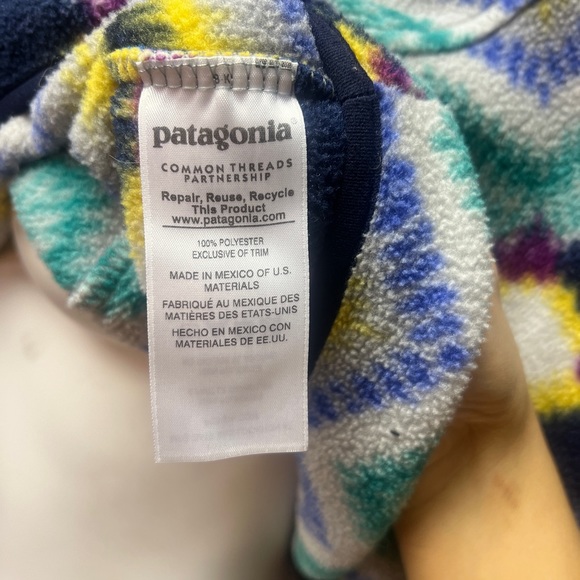 patagonia®
COMMON THREADS
PARTNERSHIP
Repair, Reuse, Recycle
This Product
www.patagonia.com
100% POLYESTER
EXCLUSIVE OF TRIM
MADE IN MEXICO OF U.S.
MATERIALS
FABRIQUÉ AU MEXIQUE DES
MATIÈRES DES ETATS-UNIS
HECHO EN MÉXICO CON
MATERIALES DE EE.UU.